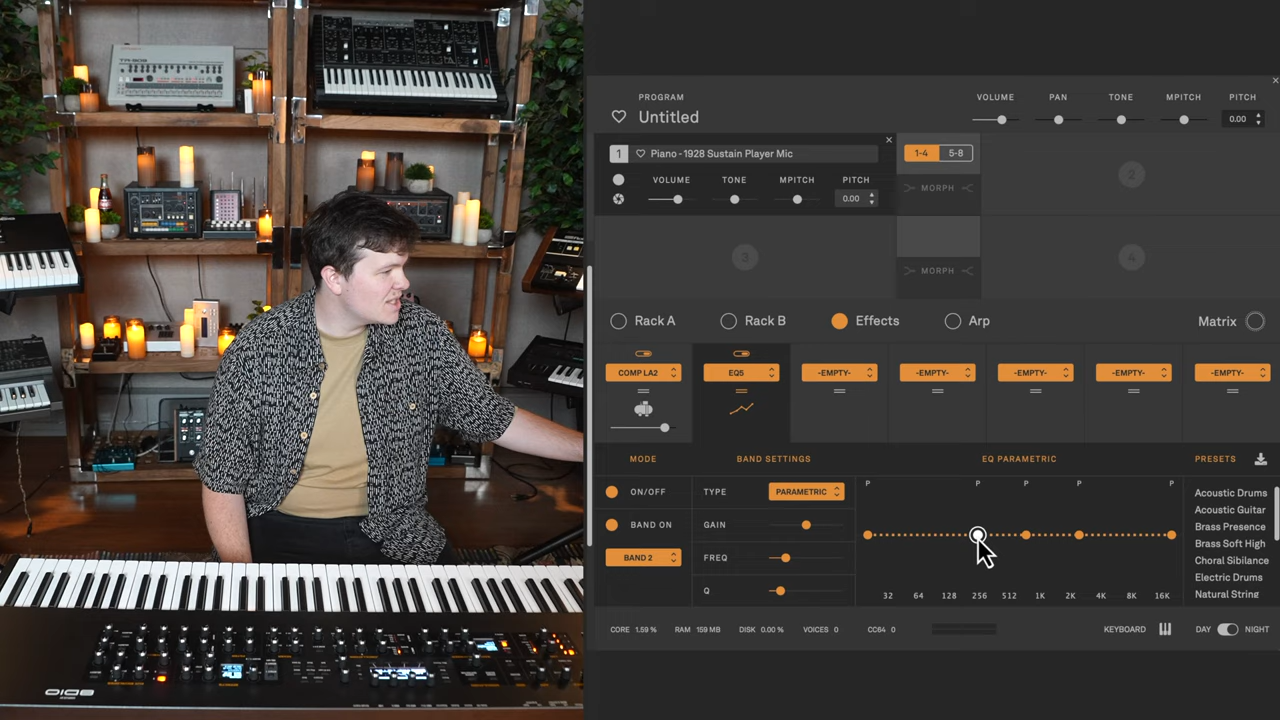 PROGRAM
Untitled
VOLUME PAN TONE MPITCH PITCH
0.00
1 Piano - 1928 Sustain Player Mic
1-4 5-8
MORPH
2
VOLUME TONE MPITCH PITCH
0.00
3
MORPH
4
Rack A Rack B Effects Arp Matrix
COMP LA2 EQ5 -EMPTY- -EMPTY- -EMPTY- -EMPTY- -EMPTY-
MODE BAND SETTINGS EQ PARAMETRIC PRESETS
ON/OFF TYPE PARAMETRIC
P P P P P
BAND ON GAIN
BAND 2 FREQ
Q
32 64 128 256 512 1K 2K 4K 8K 16K
Acoustic Drums
Acoustic Guitar
Brass Presence
Brass Soft High
Choral Sibilance
Electric Drums
Natural String
CORE 1.59 % RAM 159 MB DISK 0.00 % VOICES 0 CC64 0 KEYBOARD DAY NIGHT